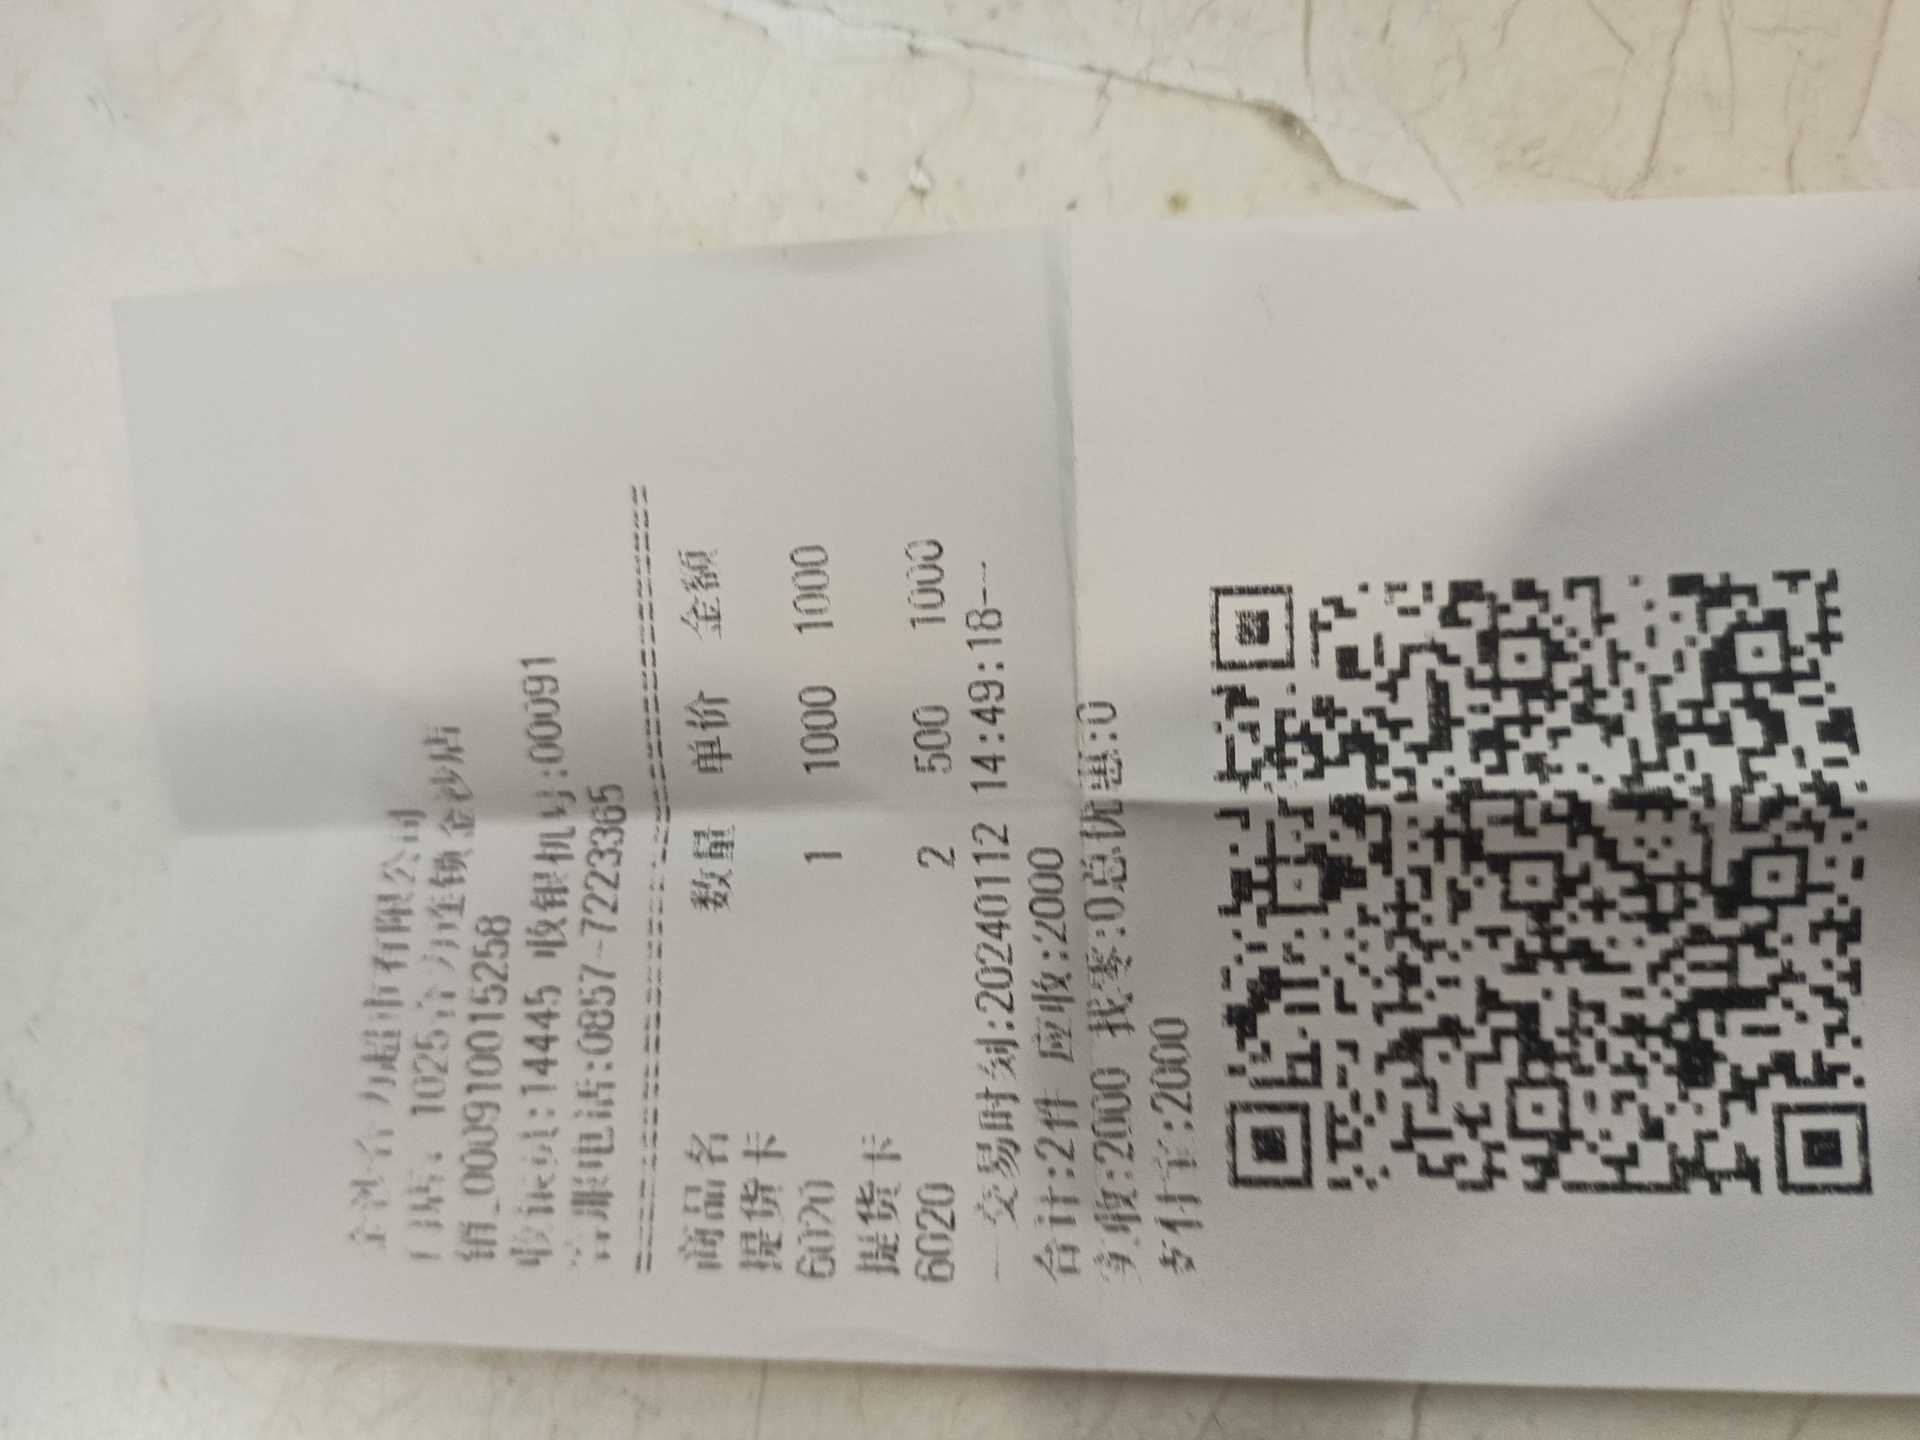 金沙合力超市有限公司
门店: 1025合力连锁金沙店
销_000910015258
收银员:14445 收银机号:00091
客服电话:0857-7223365
商品名 数量 单价 金额
提货卡
6020 1 1000 1000
提货卡
6020 2 500 1000
---交易时刻:20240112 14:49:18---
合计:2件 应收:2000
实收:2000 找零:0总优惠:0
支付宝:2000